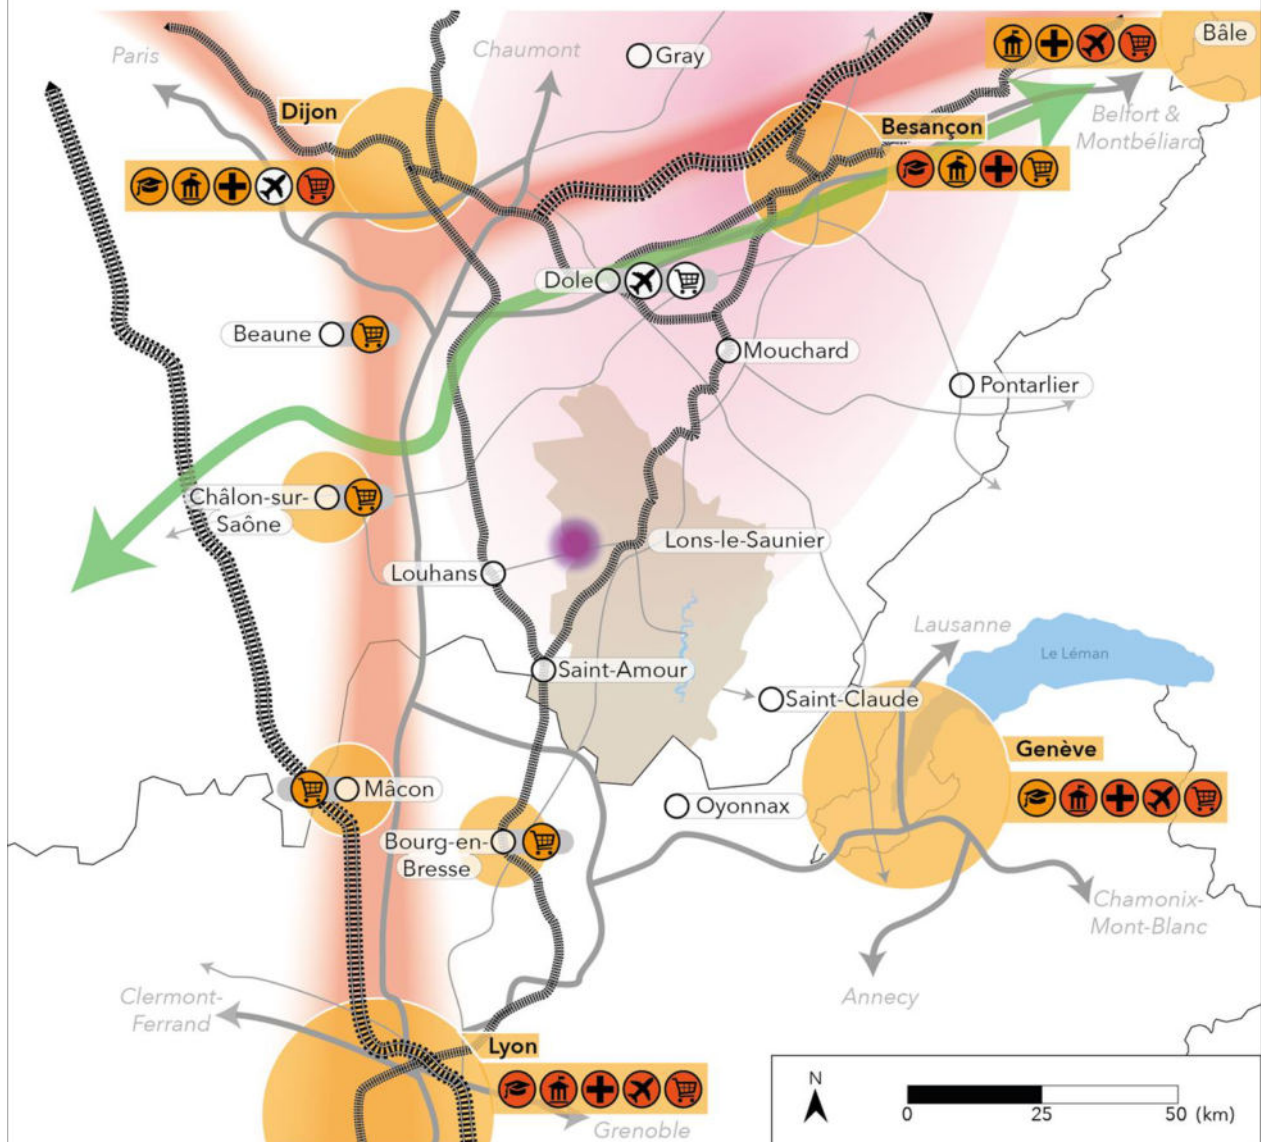 Paris
Chaumont
Gray
Bâle
Dijon
Besançon
Belfort &
Montbéliard
Dole
Beaune
Mouchard
Pontarlier
Châlon-sur-
Saône
Lons-le-Saunier
Louhans
Lausanne
Le Léman
Saint-Amour
Saint-Claude
Genève
Mâcon
Oyonnax
Bourg-en-
Bresse
Chamonix-
Mont-Blanc
Clermont-
Ferrand
Annecy
Lyon
Grenoble
N
0 25 50 (km)